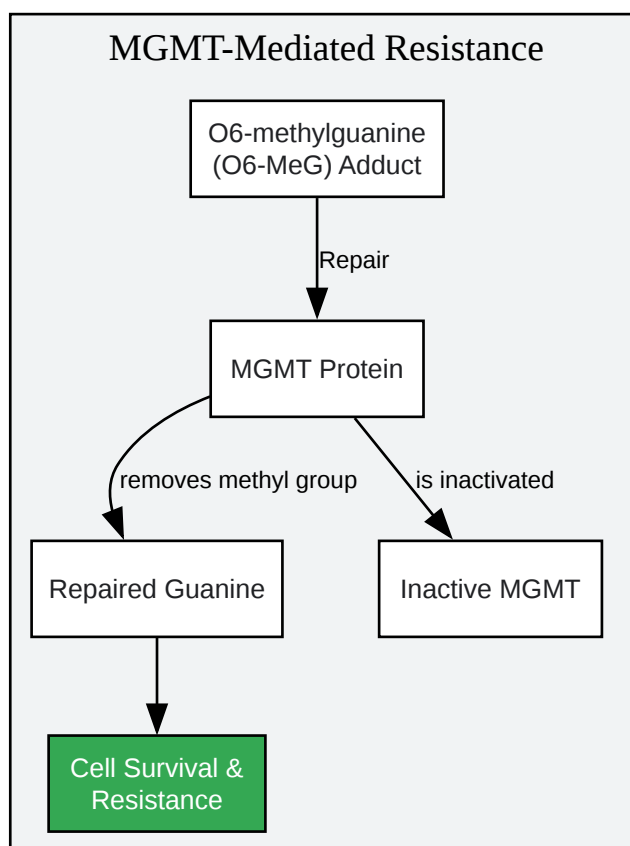 MGMT-Mediated Resistance
O6-methylguanine
(O6-MeG) Adduct
Repair
MGMT Protein
removes methyl group
is inactivated
Repaired Guanine
Inactive MGMT
Cell Survival &
Resistance